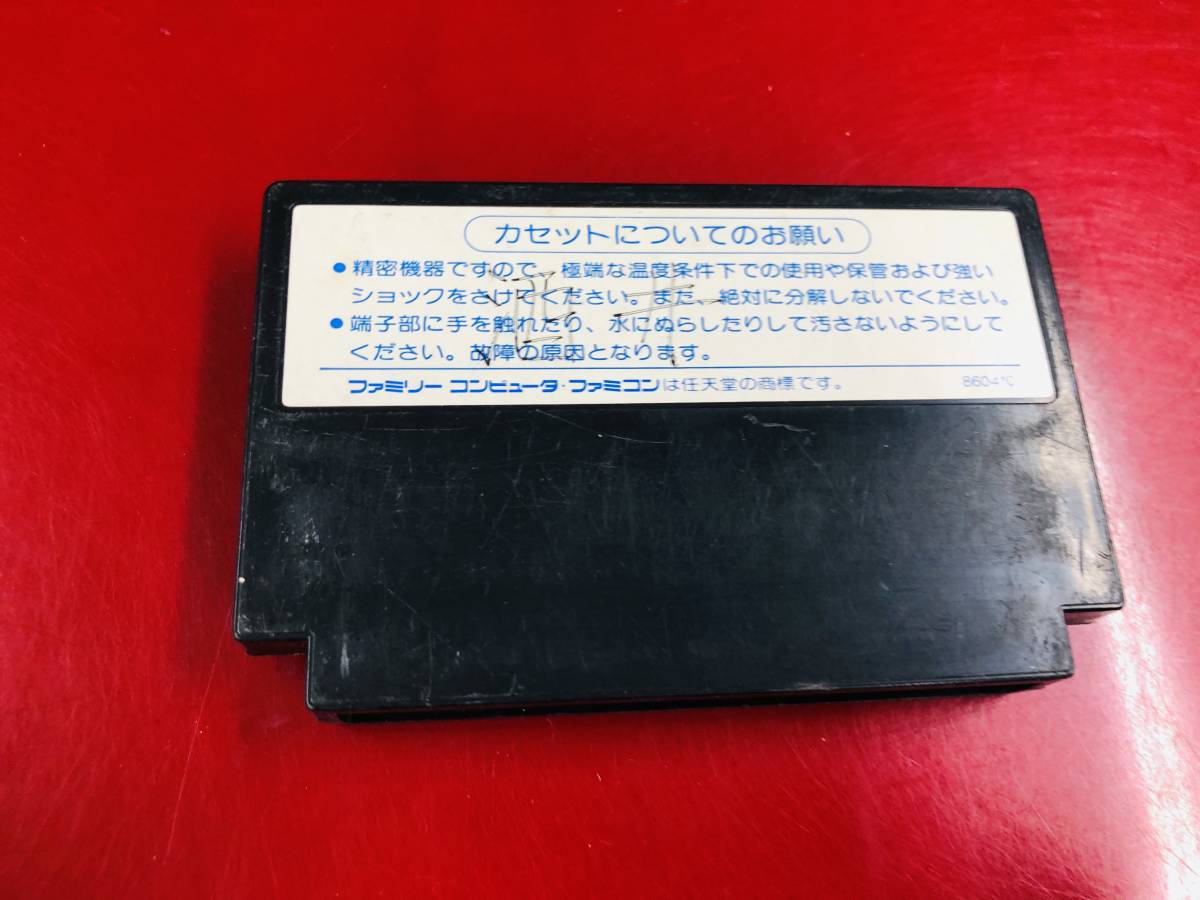 カセットについてのお願い
●精密機器ですので、極端な温度条件下での使用や保管および強い
ショックをさけてください。また、絶対に分解しないでください。
●端子部に手を触れたり、水にぬらしたりして汚さないようにして
ください。故障の原因となります。
酒井
ファミリー コンピュータ・ファミコンは任天堂の商標です。 8604℃